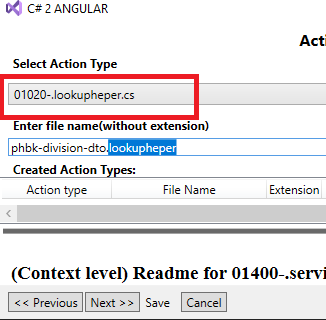 C# 2 ANGULAR
Acti
Select Action Type
01020-.lookupheper.cs
Enter file name(without extension)
phbk-division-dto.lookupheper
Created Action Types:
Action type File Name Extension
(Context level) Readme for 01400-.servi
<< Previous Next >> Save Cancel